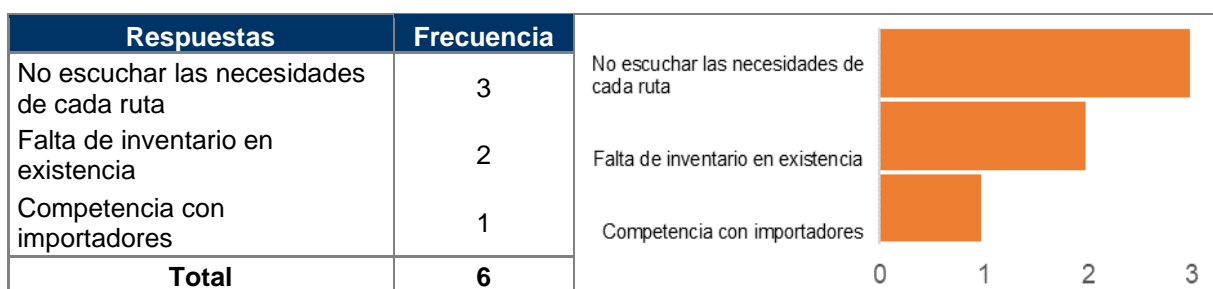 Respuestas Frecuencia
No escuchar las necesidades
de cada ruta
3
Falta de inventario en
existencia
2
Competencia con
importadores
1
Total 6
No escuchar las necesidades de
cada ruta
Falta de inventario en existencia
Competencia con importadores
0 1 2 3